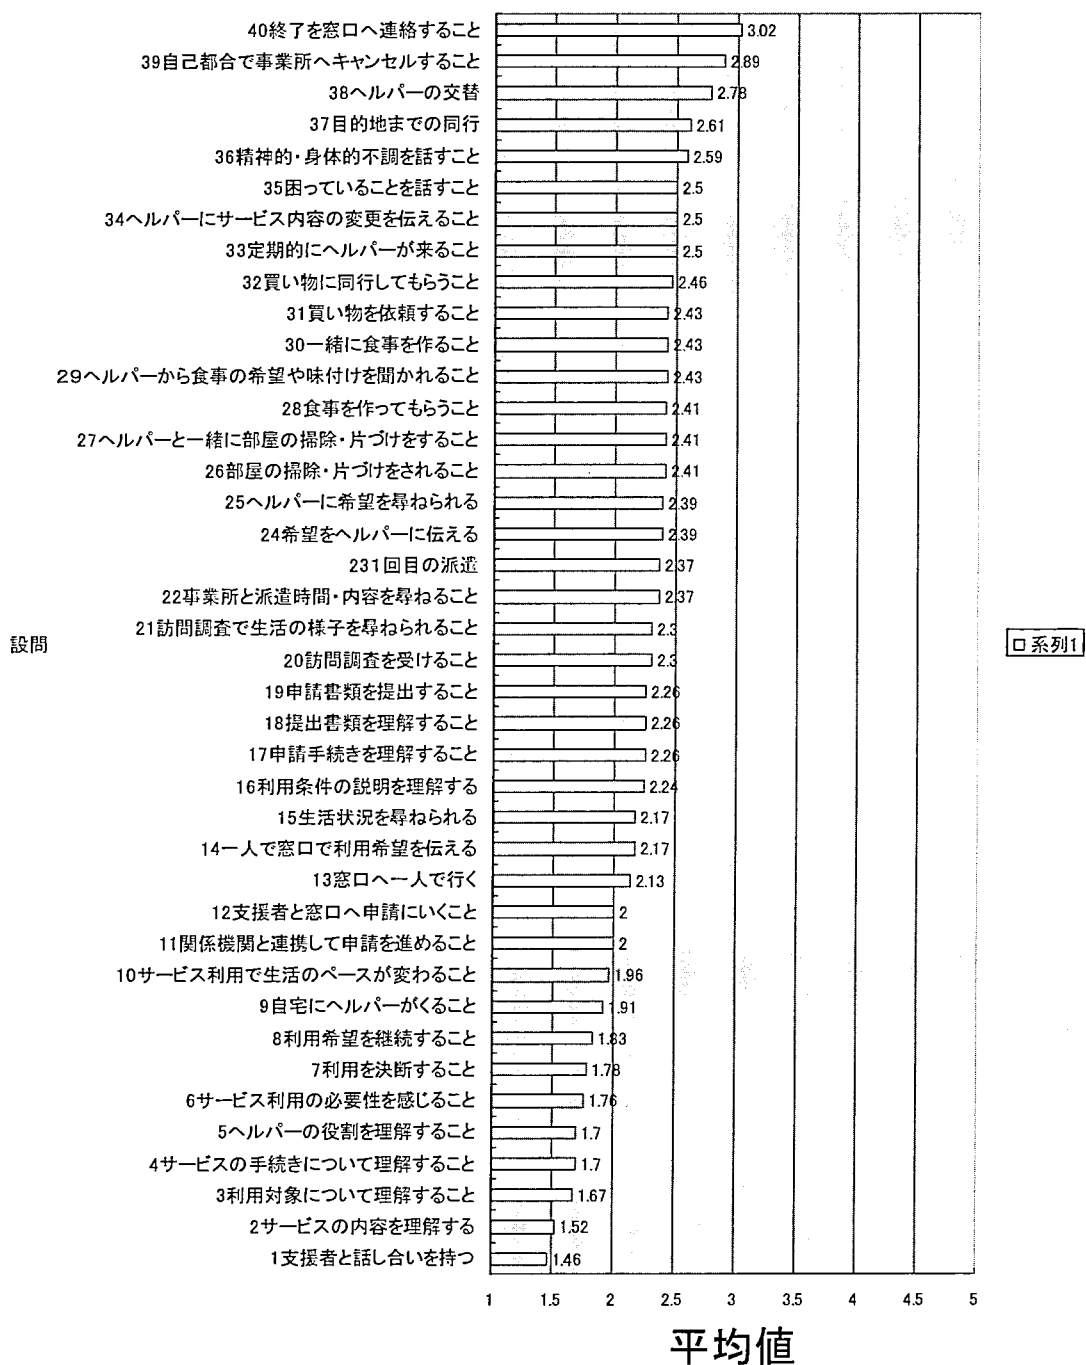 40終了を窓口へ連絡すること 3.02
39自己都合で事業所へキャンセルすること 2.89
38ヘルパーの交替 2.78
37目的地までの同行 2.61
36精神的・身体的不調を話すこと 2.59
35困っていることを話すこと 2.5
34ヘルパーにサービス内容の変更を伝えること 2.5
33定期的にヘルパーが来ること 2.5
32買い物に同行してもらうこと 2.46
31買い物を依頼すること 2.43
30一緒に食事を作ること 2.43
29ヘルパーから食事の希望や味付けを聞かれること 2.43
28食事を作ってもらうこと 2.41
27ヘルパーと一緒に部屋の掃除・片づけをすること 2.41
26部屋の掃除・片づけをされること 2.41
25ヘルパーに希望を尋ねられる 2.39
24希望をヘルパーに伝える 2.39
231回目の派遣 2.37
22事業所と派遣時間・内容を尋ねること 2.37
21訪問調査で生活の様子を尋ねられること 2.3
設問
系列1
20訪問調査を受けること 2.3
19申請書類を提出すること 2.26
18提出書類を理解すること 2.26
17申請手続きを理解すること 2.26
16利用条件の説明を理解する 2.24
15生活状況を尋ねられる 2.17
14一人で窓口で利用希望を伝える 2.17
13窓口へ一人で行く 2.13
12支援者と窓口へ申請にいくこと 2
11関係機関と連携して申請を進めること 2
10サービス利用で生活のペースが変わること 1.96
9自宅にヘルパーがくること 1.91
8利用希望を継続すること 1.83
7利用を決断すること 1.78
6サービス利用の必要性を感じること 1.76
5ヘルパーの役割を理解すること 1.7
4サービスの手続きについて理解すること 1.7
3利用対象について理解すること 1.67
2サービスの内容を理解する 1.52
1支援者と話し合いを持つ 1.46
1 1.5 2 2.5 3 3.5 4 4.5 5
平均値